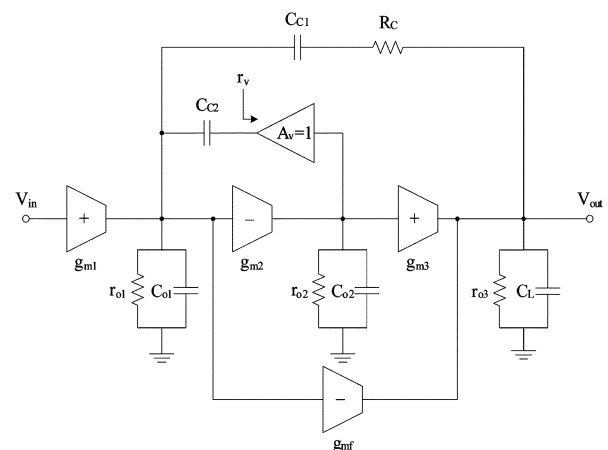 C_C1
R_C
r_v
C_C2
A_v=1
V_in
+
-
+
V_out
g_m1
g_m2
g_m3
r_o1
C_o1
r_o2
C_o2
r_o3
C_L
-
g_mf